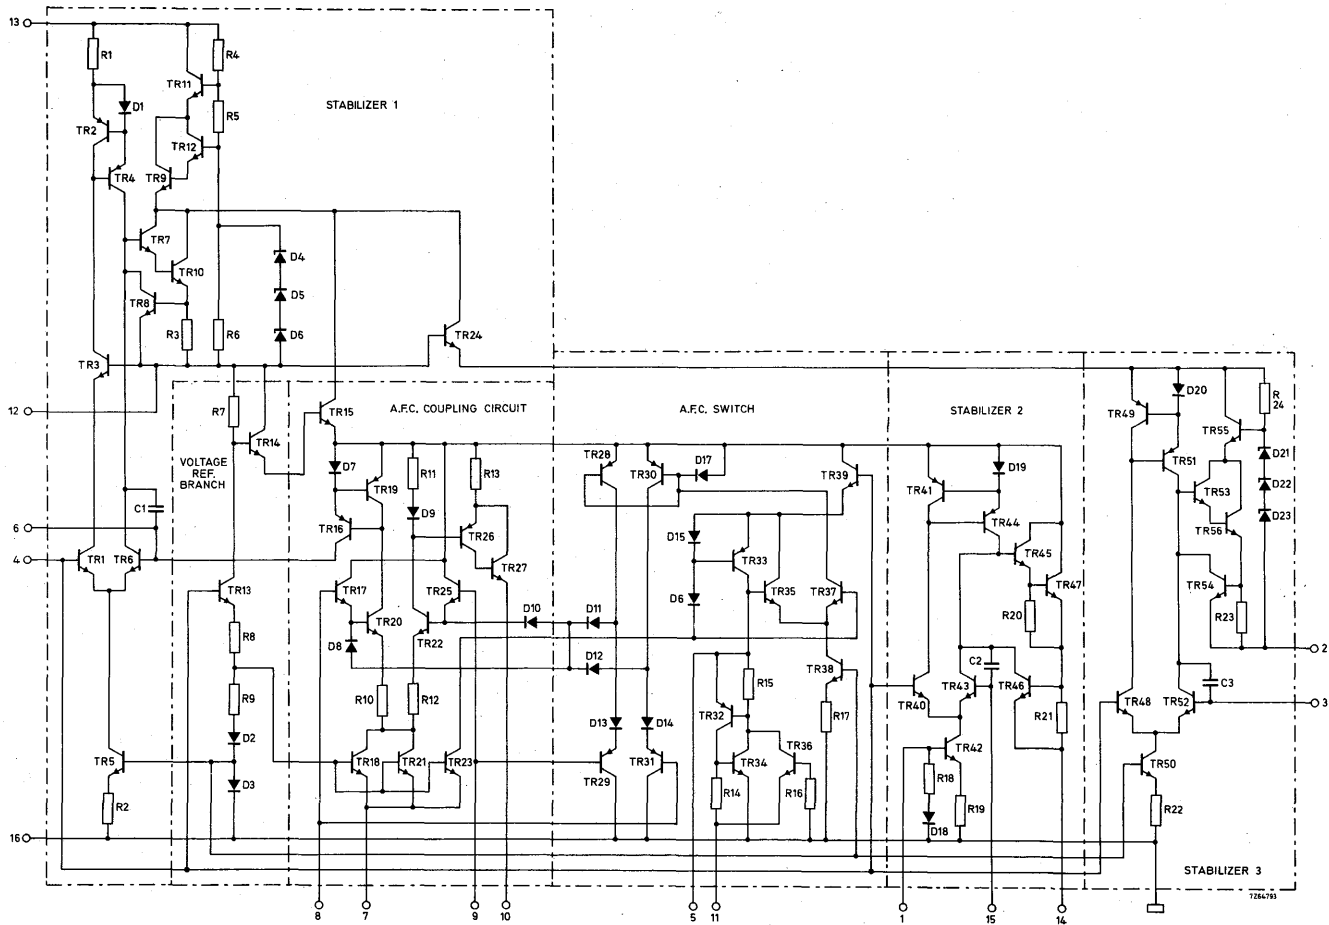 13
R1
R4
TR11
STABILIZER 1
D1
R5
TR2
TR12
TR4
TR9
TR7
D4
TR10
D5
TR8
R3
R6
D6
TR24
TR3
D20
R
24
12
R7
TR15
A.F.C. COUPLING CIRCUIT
A.F.C. SWITCH
STABILIZER 2
TR49
TR14
TR55
VOLTAGE
REF.
BRANCH
D7
R11
R13
TR28
TR30
D17
TR39
D19
TR51
D21
TR19
TR41
TR53
D22
C1
D9
TR16
TR44
TR56
D23
6
TR26
D15
4
TR1
TR6
TR33
TR45
TR27
TR13
TR17
TR25
D6
TR35
TR37
TR47
TR54
D10
D11
R20
R23
TR20
TR22
R8
D8
D12
2
TR38
C2
R9
R10
R12
R15
TR43
TR46
C3
TR40
TR48
TR52
3
D13
D14
TR32
R17
R21
D2
TR36
TR42
TR5
TR18
TR21
TR23
TR29
TR31
TR34
TR50
D3
R18
R2
R14
R16
R19
R22
D18
16
STABILIZER 3
7Z64793
8
7
9
10
5
11
1
15
14